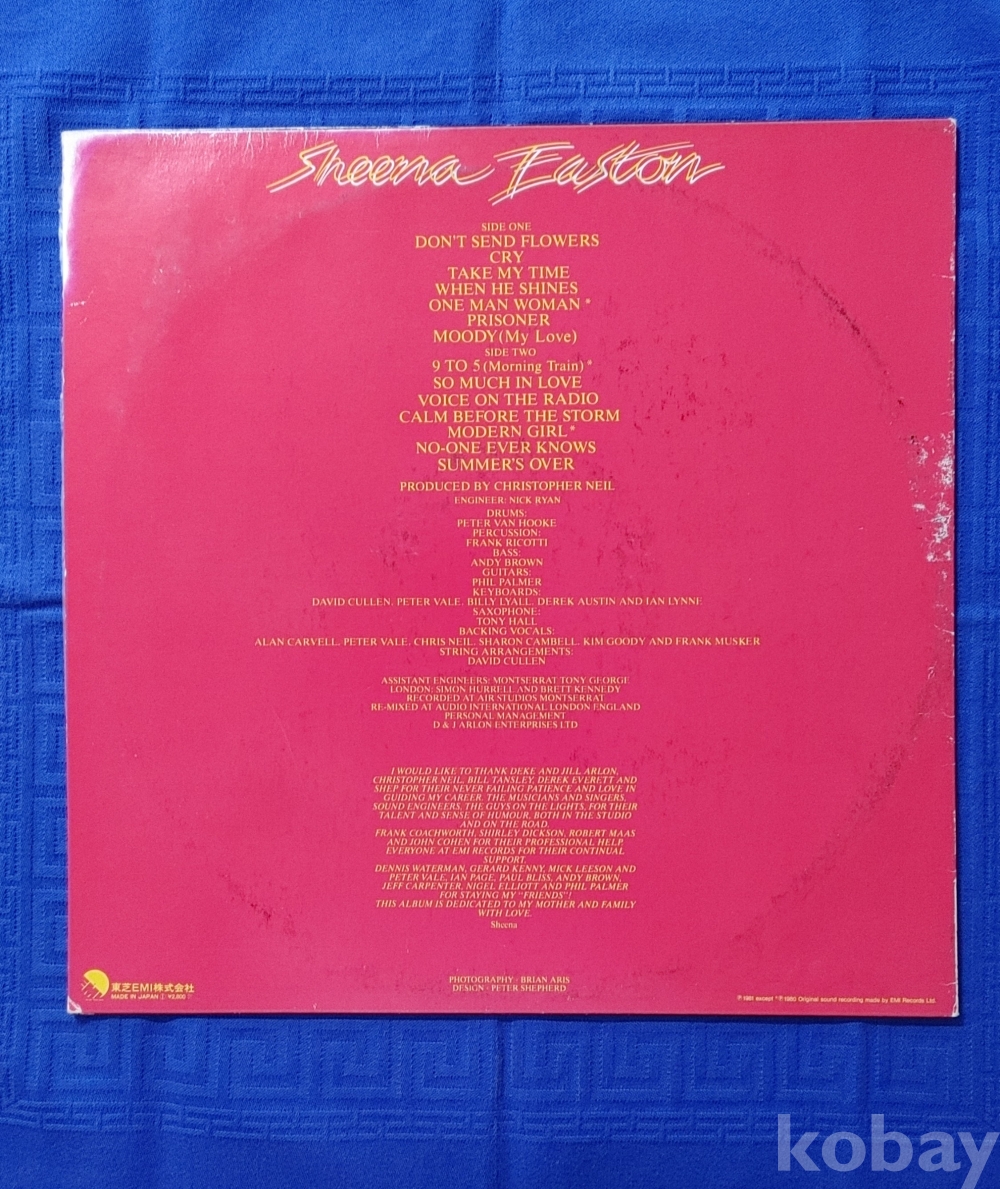 Sheena Easton
SIDE ONE
DON'T SEND FLOWERS
CRY
TAKE MY TIME
WHEN HE SHINES
ONE MAN WOMAN *
PRISONER
MOODY (My Love)
SIDE TWO
9 TO 5 (Morning Train) *
SO MUCH IN LOVE
VOICE ON THE RADIO
CALM BEFORE THE STORM
MODERN GIRL *
NO-ONE EVER KNOWS
SUMMER'S OVER
PRODUCED BY CHRISTOPHER NEIL
ENGINEER: NICK RYAN
DRUMS:
PETER VAN HOOKE
PERCUSSION:
FRANK RICOTTI
BASS:
ANDY BROWN
GUITARS:
PHIL PALMER
KEYBOARDS:
DAVID CULLEN, PETER VALE, BILLY LYALL, DEREK AUSTIN AND IAN LYNNE
SAXOPHONE:
TONY HALL
BACKING VOCALS:
ALAN CARVELL, PETER VALE, CHRIS NEIL, SHARON CAMBELL, KIM GOODY AND FRANK MUSKER
STRING ARRANGEMENTS:
DAVID CULLEN
ASSISTANT ENGINEERS: MONTSERRAT TONY GEORGE
LONDON: SIMON HURRELL AND BRETT KENNEDY
RECORDED AT AIR STUDIOS MONTSERRAT
RE-MIXED AT AUDIO INTERNATIONAL LONDON ENGLAND
PERSONAL MANAGEMENT
D & J ARLON ENTERPRISES LTD
I WOULD LIKE TO THANK DEKE AND JILL ARLON,
CHRISTOPHER NEIL, BILL TANSLEY, DEREK EVERETT AND
SHEP FOR THEIR NEVER FAILING PATIENCE AND LOVE IN
GUIDING MY CAREER. THE MUSICIANS AND SINGERS,
SOUND ENGINEERS, THE GUYS ON THE LIGHTS, FOR THEIR
TALENT AND SENSE OF HUMOUR, BOTH IN THE STUDIO
AND ON THE ROAD.
FRANK COACHWORTH, SHIRLEY DICKSON, ROBERT MAAS
AND JOHN COHEN FOR THEIR PROFESSIONAL HELP.
EVERYONE AT EMI RECORDS FOR THEIR CONTINUAL
SUPPORT.
DENNIS WATERMAN, GERARD KENNY, MICK LEESON AND
PETER VALE, IAN PAGE, PAUL BLISS, ANDY BROWN,
JEFF CARPENTER, NIGEL ELLIOTT AND PHIL PALMER
FOR STAYING MY "FRIENDS"!
THIS ALBUM IS DEDICATED TO MY MOTHER AND FAMILY
WITH LOVE.
Sheena
PHOTOGRAPHY - BRIAN ARIS
DESIGN - PETER SHEPHERD
東芝EMI株式会社
MADE IN JAPAN ¥2,800
℗1981 except *℗1980 Original sound recording made by EMI Records Ltd.
kobay